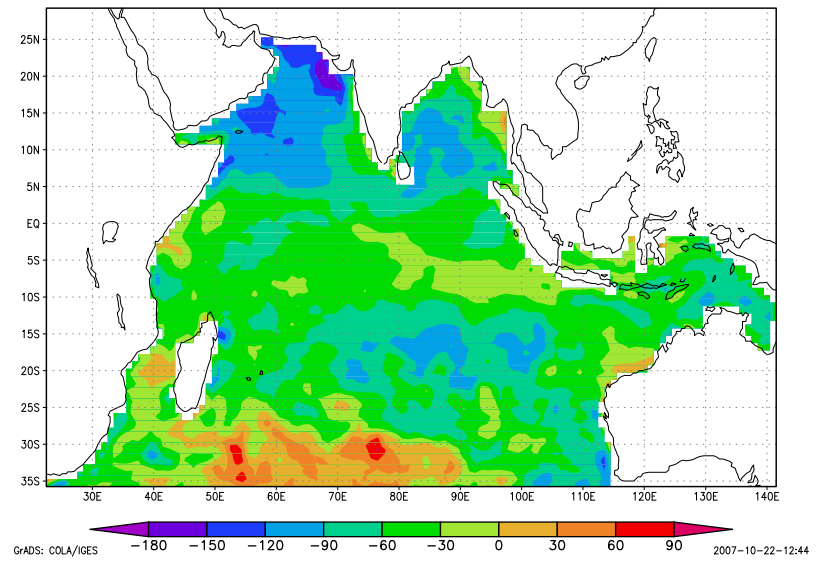 25N
20N
15N
10N
5N
EQ
5S
10S
15S
20S
25S
30S
35S
30E 40E 50E 60E 70E 80E 90E 100E 110E 120E 130E 140E
−180 −150 −120 −90 −60 −30 0 30 60 90
GrADS: COLA/IGES 2007-10-22-12:44